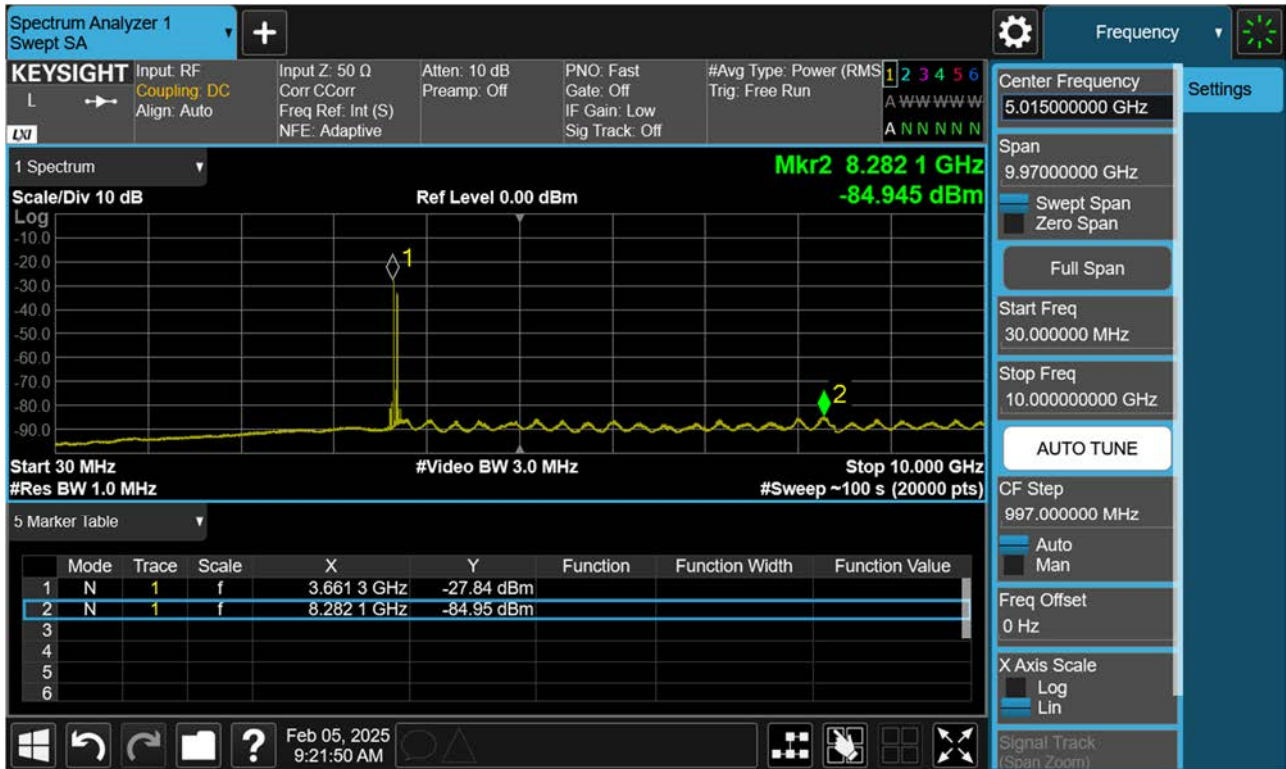 Spectrum Analyzer 1
Swept SA
+
Frequency
KEYSIGHT
L
LXI
Input: RF
Coupling: DC
Align: Auto
Input Z: 50 Ω
Corr CCorr
Freq Ref: Int (S)
NFE: Adaptive
Atten: 10 dB
Preamp: Off
PNO: Fast
Gate: Off
IF Gain: Low
Sig Track: Off
#Avg Type: Power (RMS
Trig: Free Run
1 2 3 4 5 6
A W W W W W
A N N N N N
1 Spectrum
Mkr2 8.282 1 GHz
Scale/Div 10 dB
Ref Level 0.00 dBm
-84.945 dBm
Log
-10.0
-20.0
-30.0
-40.0
-50.0
-60.0
-70.0
-80.0
-90.0
1
2
Start 30 MHz
#Video BW 3.0 MHz
Stop 10.000 GHz
#Res BW 1.0 MHz
#Sweep ~100 s (20000 pts)
5 Marker Table
Mode Trace Scale X Y Function Function Width Function Value
1 N 1 f 3.661 3 GHz -27.84 dBm
2 N 1 f 8.282 1 GHz -84.95 dBm
3
4
5
6
Feb 05, 2025
9:21:50 AM
?
Center Frequency
5.015000000 GHz
Settings
Span
9.97000000 GHz
Swept Span
Zero Span
Full Span
Start Freq
30.000000 MHz
Stop Freq
10.000000000 GHz
AUTO TUNE
CF Step
997.000000 MHz
Auto
Man
Freq Offset
0 Hz
X Axis Scale
Log
Lin
Signal Track
(Span Zoom)